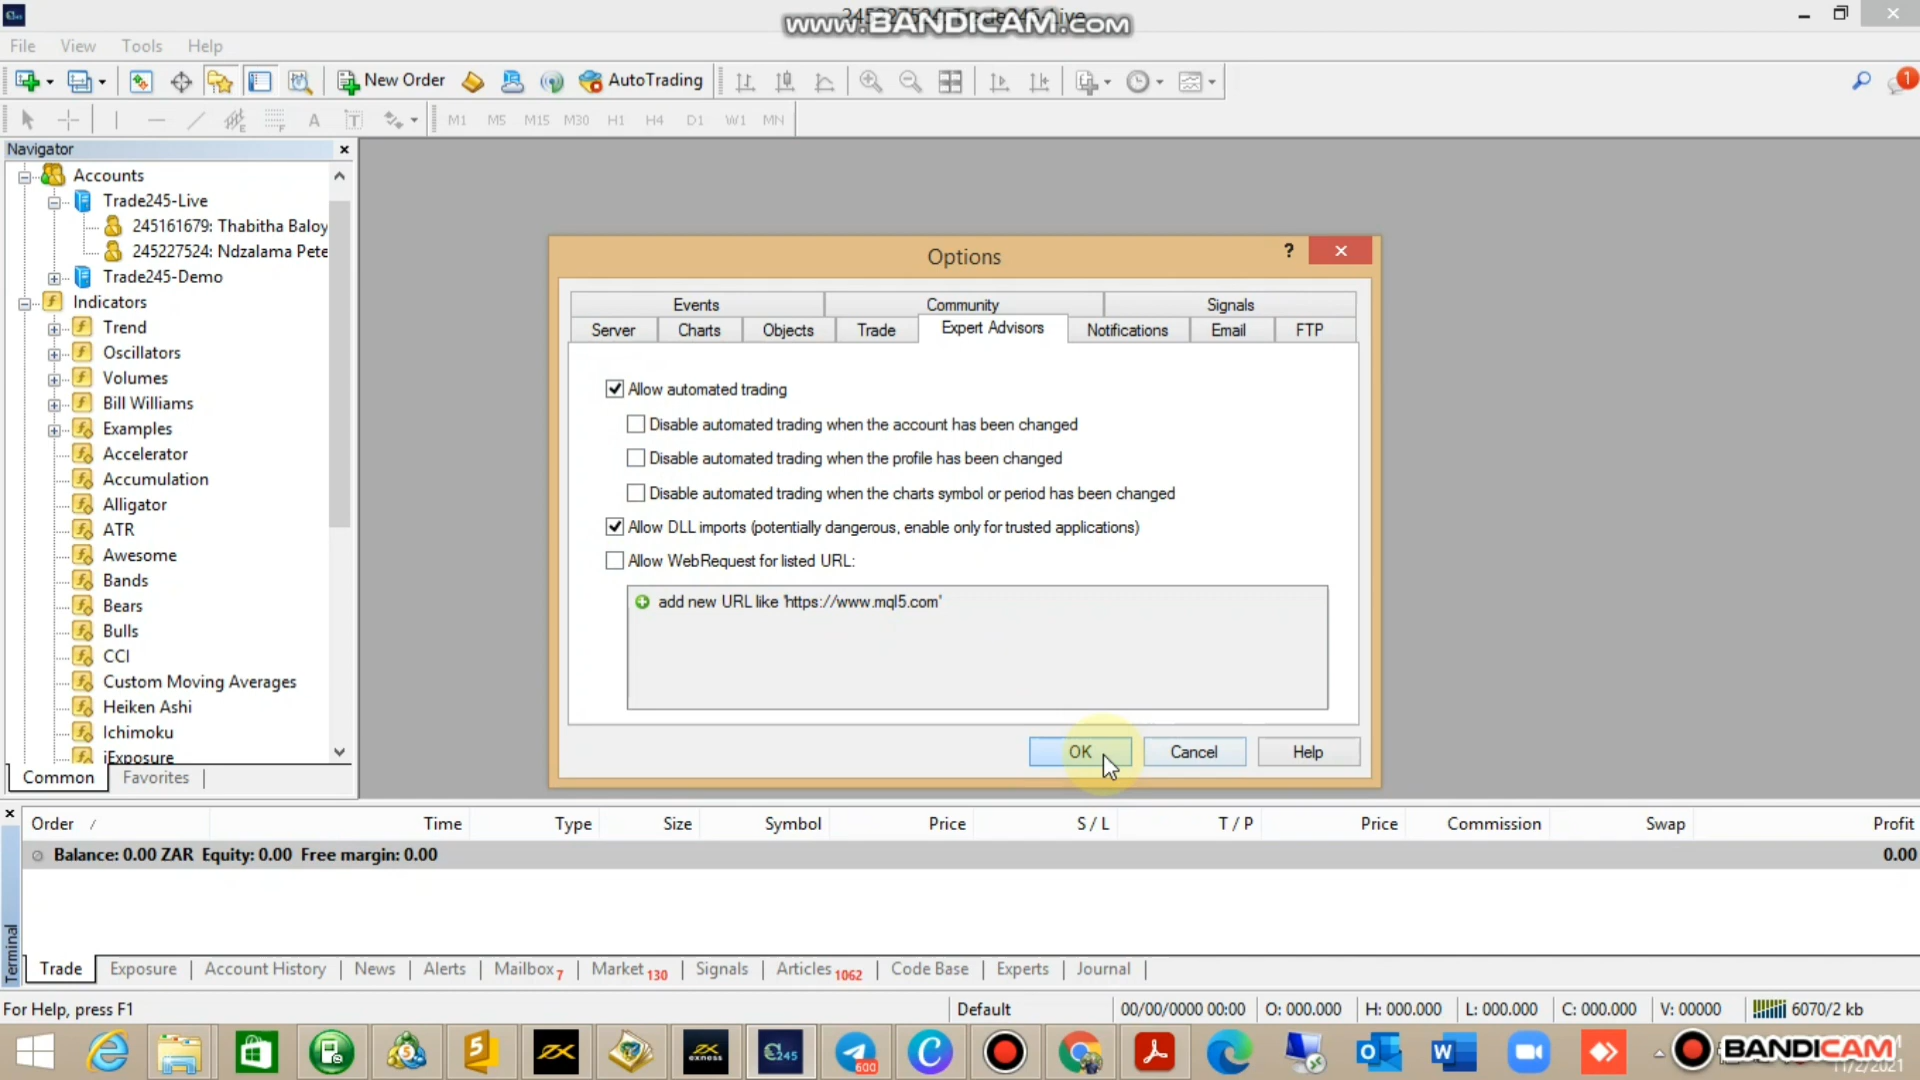 www.BANDICAM.com
File View Tools Help
New Order AutoTrading 1
A T M1 M5 M15 M30 H1 H4 D1 W1 MN
Navigator
Accounts
Trade245-Live
245161679: Thabitha Baloy
245227524: Ndzalama Pete
Trade245-Demo
Indicators
Trend
Oscillators
Volumes
Bill Williams
Examples
Accelerator
Accumulation
Alligator
ATR
Awesome
Bands
Bears
Bulls
CCI
Custom Moving Averages
Heiken Ashi
Ichimoku
iExposure
Common Favorites
Options ?
Events Community Signals
Server Charts Objects Trade Expert Advisors Notifications Email FTP
Allow automated trading
Disable automated trading when the account has been changed
Disable automated trading when the profile has been changed
Disable automated trading when the charts symbol or period has been changed
Allow DLL imports (potentially dangerous, enable only for trusted applications)
Allow WebRequest for listed URL:
add new URL like 'https://www.mql5.com'
OK Cancel Help
Order / Time Type Size Symbol Price S / L T / P Price Commission Swap Profit
Balance: 0.00 ZAR Equity: 0.00 Free margin: 0.00 0.00
Terminal
Trade Exposure Account History News Alerts Mailbox 7 Market 130 Signals Articles 1062 Code Base Experts Journal
For Help, press F1 Default 00/00/0000 00:00 O: 000.000 H: 000.000 L: 000.000 C: 000.000 V: 00000 6070/2 kb
5 exness 245 600 BANDICAM
11/2/2021